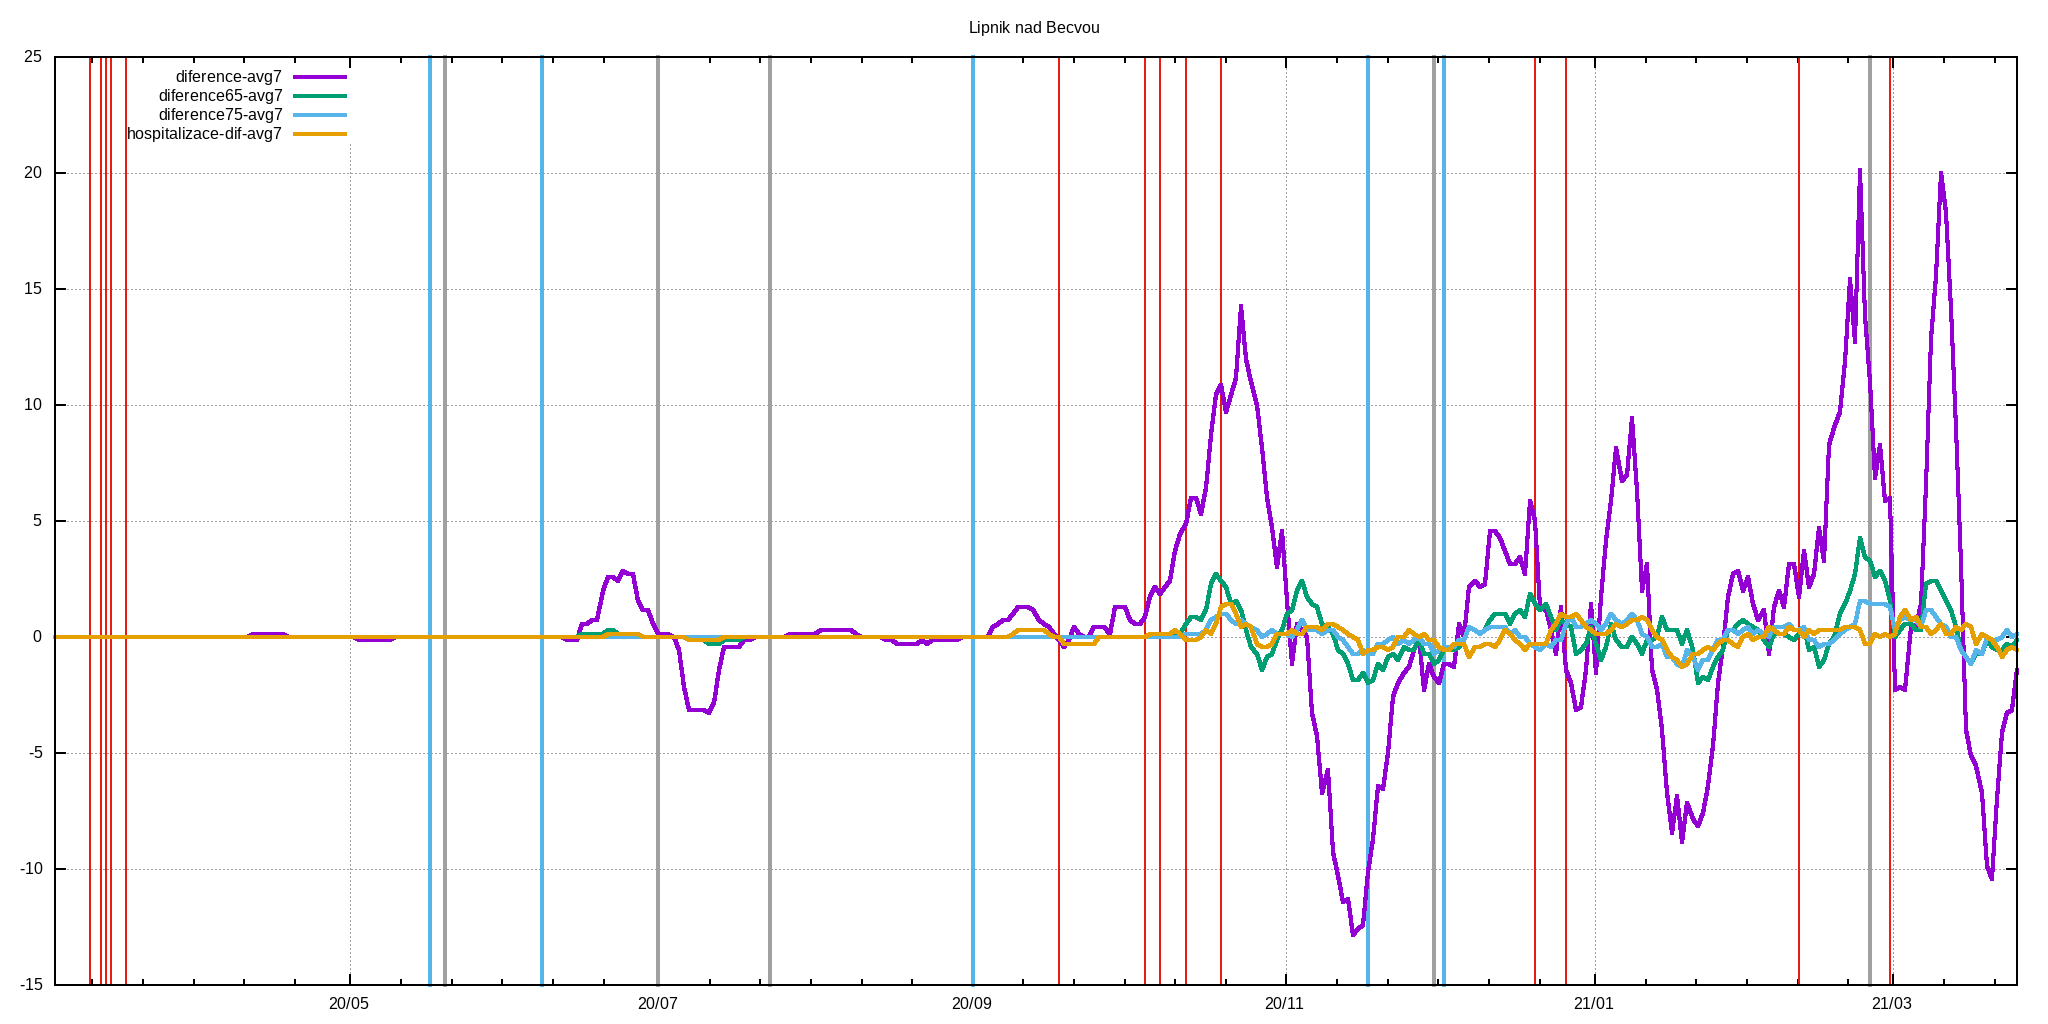 Lipnik nad Becvou
diference-avg7
diference65-avg7
diference75-avg7
hospitalizace-dif-avg7
25
20
15
10
5
0
-5
-10
-15
20/05 20/07 20/09 20/11 21/01 21/03